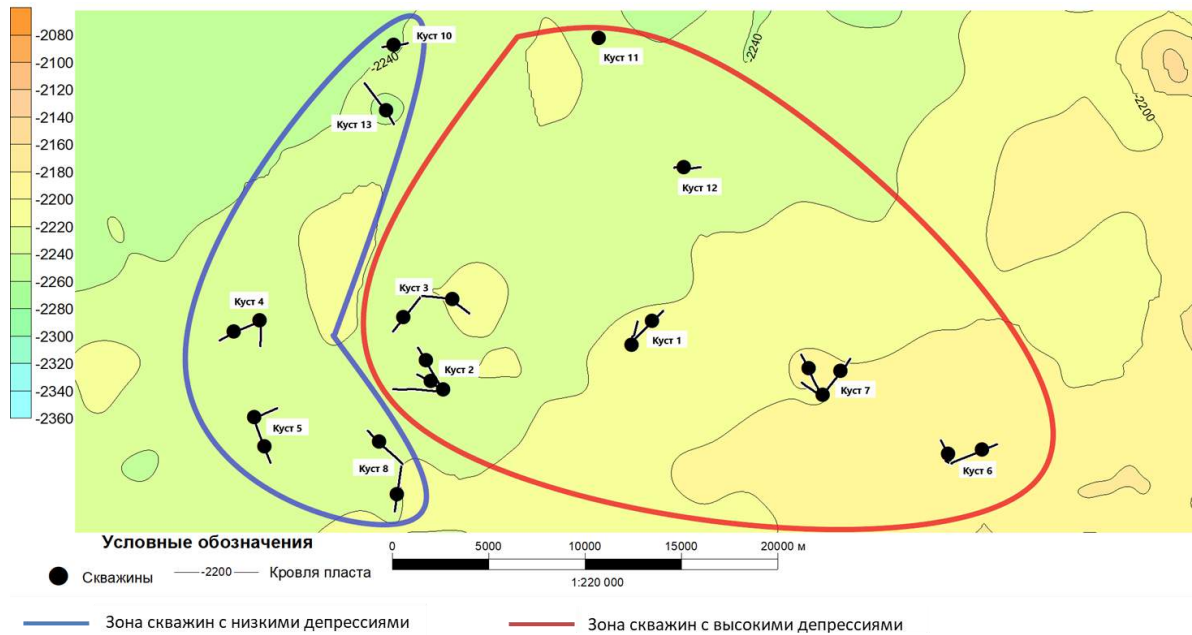 -2080
-2100
-2120
-2140
-2160
-2180
-2200
-2220
-2240
-2260
-2280
-2300
-2320
-2340
-2360
Куст 10
-2240
Куст 13
Куст 11
-2240
-2200
Куст 12
Куст 3
Куст 4
Куст 1
Куст 2
Куст 7
Куст 5
Куст 8
Куст 6
Условные обозначения
Скважины
-2200
Кровля пласта
0 5000 10000 15000 20000 м
1:220 000
Зона скважин с низкими депрессиями
Зона скважин с высокими депрессиями